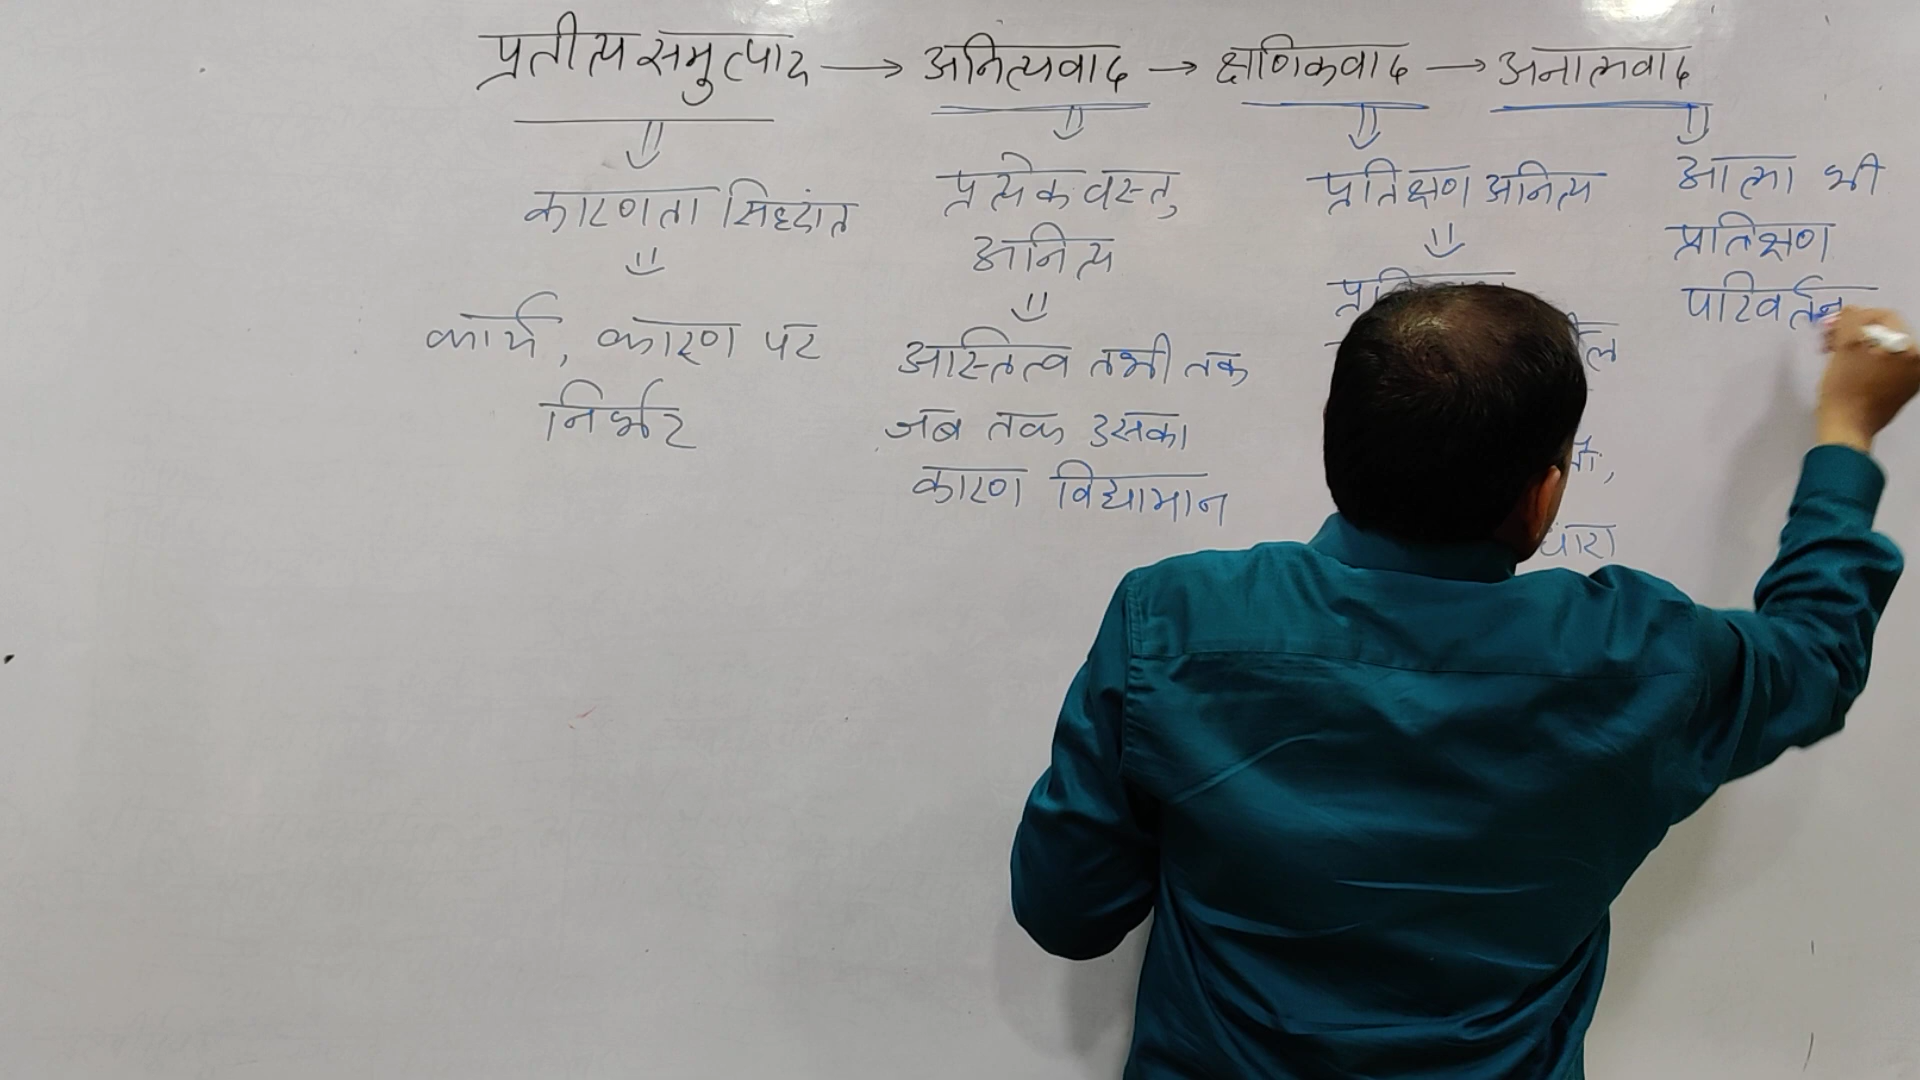 प्रतीत्यसमुत्पाद → अनित्यवाद → क्षणिकवाद → अनात्मवाद
कारणता सिद्धांत
कार्य, कारण पर
निर्भर
प्रत्येक वस्तु
अनित्य
अस्तित्व तभी तक
जब तक उसका
कारण विद्यामान
प्रतिक्षण अनित्य
धारा
आत्मा भी
प्रतिक्षण
परिवर्तन